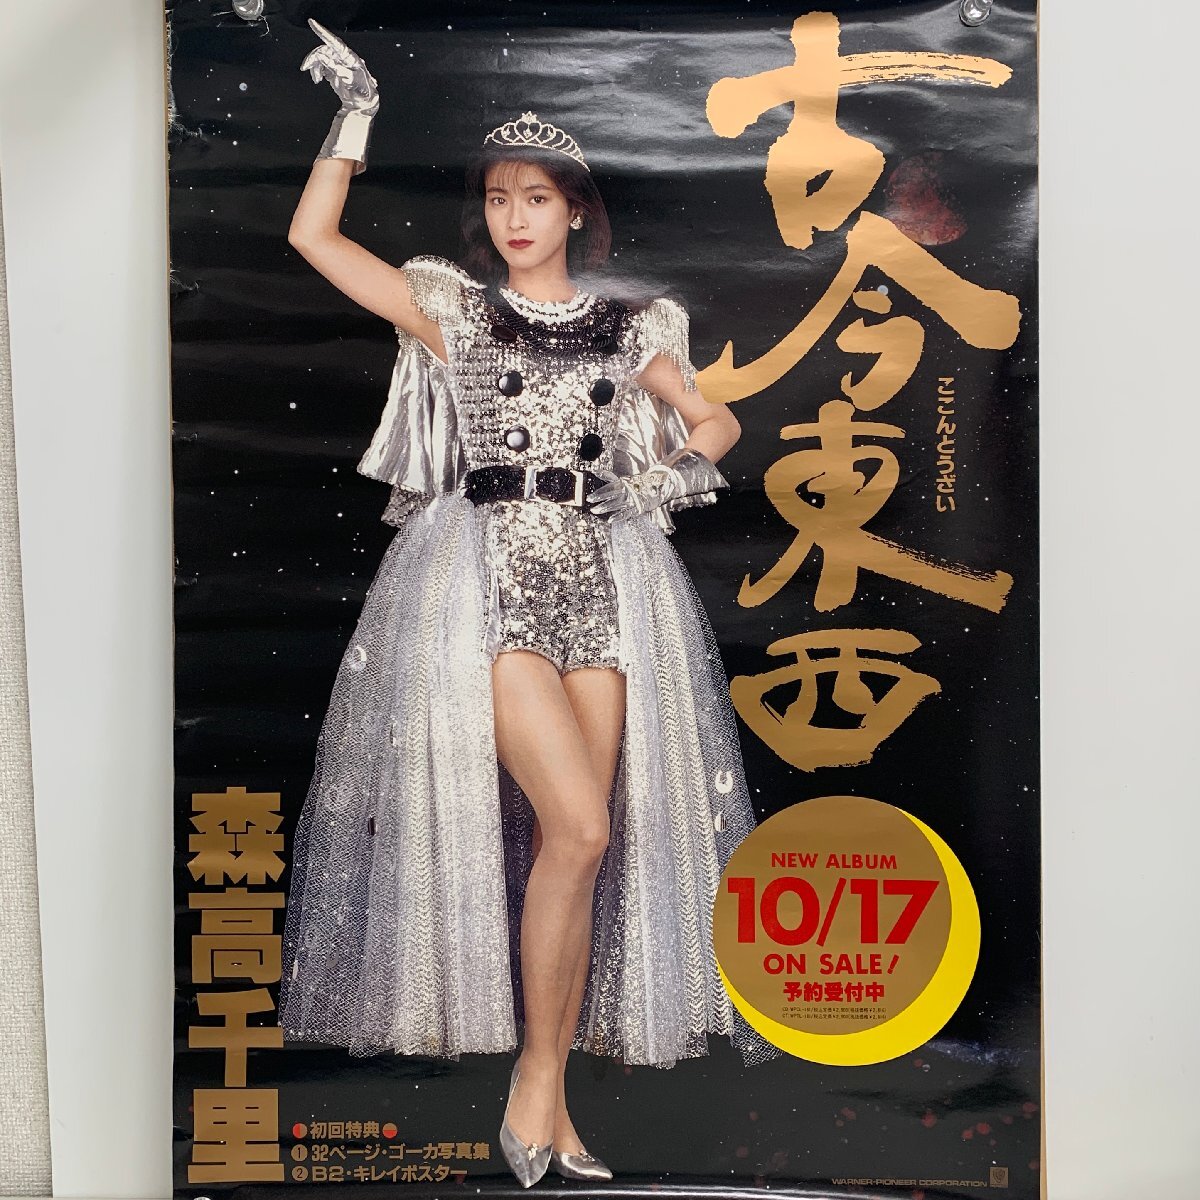 古今東西
ここんとうざい
森高千里
NEW ALBUM
10/17
ON SALE!
予約受付中
初回特典
① 32ページ・ゴーカ写真集
② B2・キレイポスター
WARNER-PIONEER CORPORATION